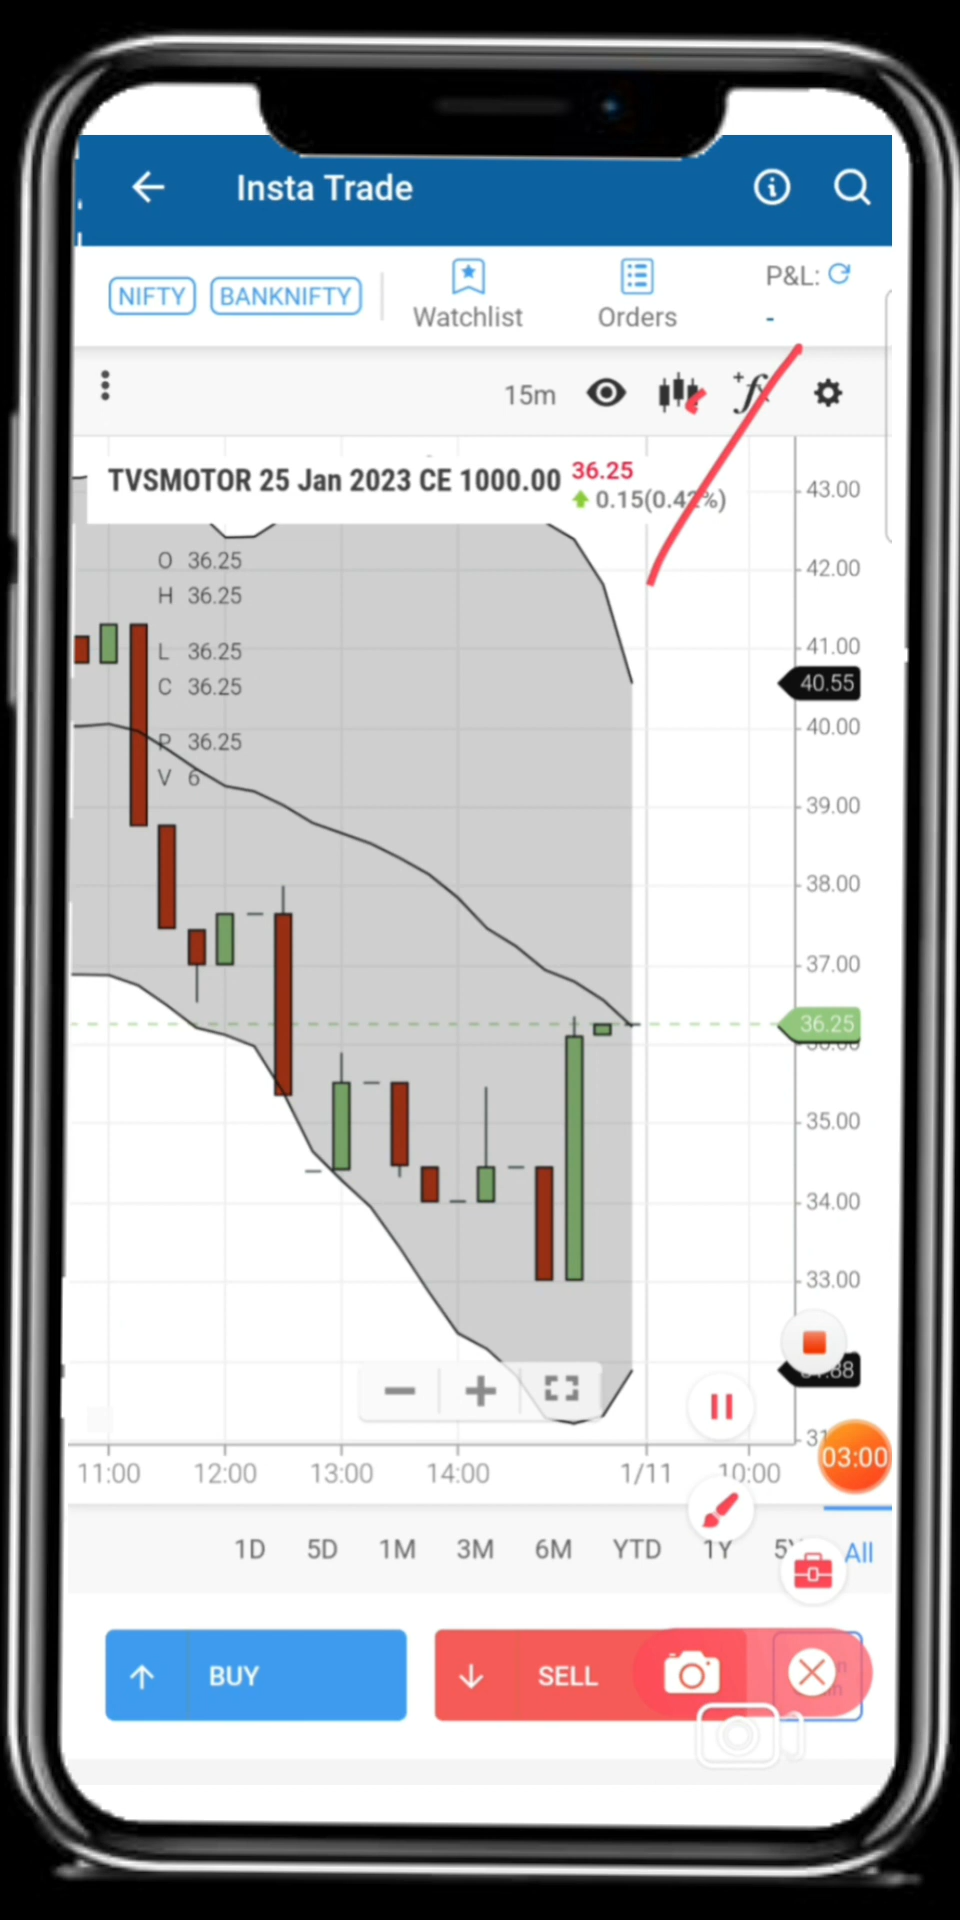 Insta Trade
NIFTY BANKNIFTY Watchlist Orders P&L:
-
15m
TVSMOTOR 25 Jan 2023 CE 1000.00 36.25
0.15(0.42%)
O 36.25
H 36.25
L 36.25
C 36.25
P 36.25
V 6
43.00
42.00
41.00
40.55
40.00
39.00
38.00
37.00
36.25
36.00
35.00
34.00
33.00
03:00
11:00 12:00 13:00 14:00 1/11 10:00
1D 5D 1M 3M 6M YTD 1Y All
BUY SELL